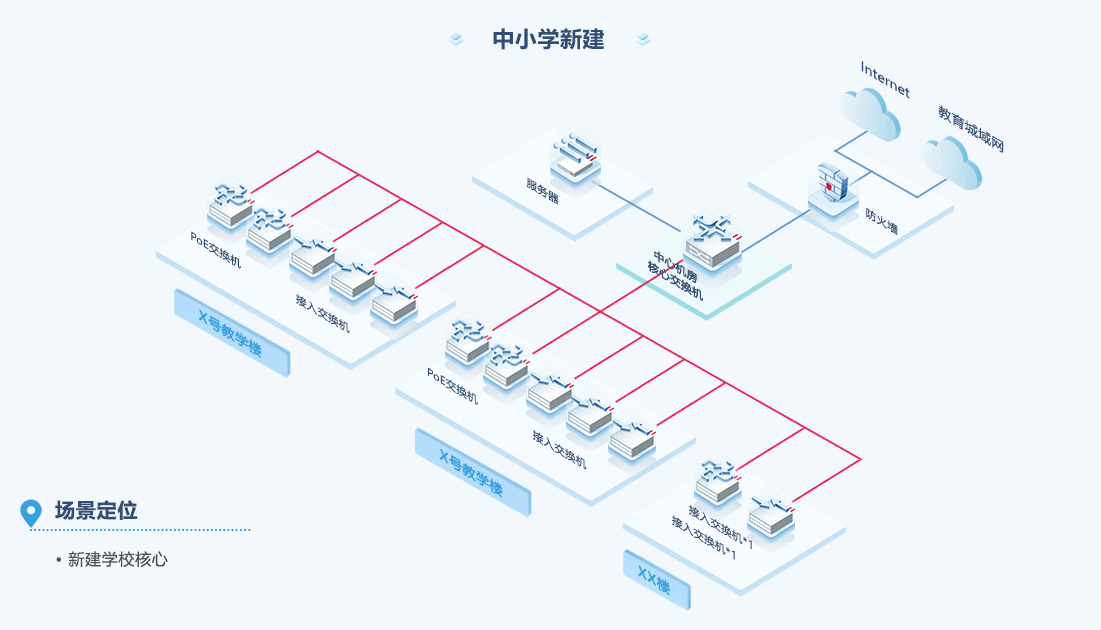 中小学新建
Internet
教育城域网
服务器
防火墙
中心机房
核心交换机
PoE交换机
接入交换机
X号教学楼
PoE交换机
接入交换机
X号教学楼
接入交换机*1
接入交换机*1
XX楼
场景定位
• 新建学校核心